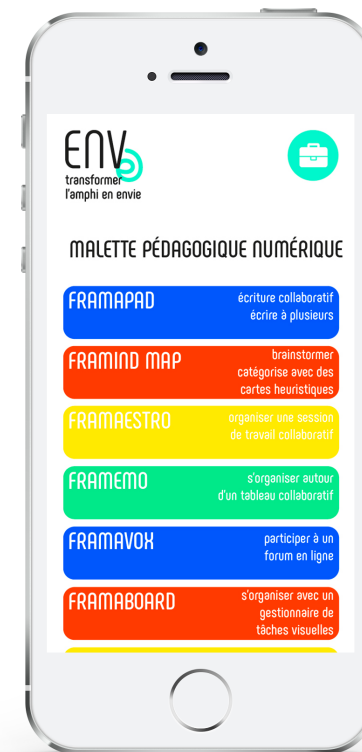 ENV
transformer
l'amphi en envie
MALETTE PÉDAGOGIQUE NUMÉRIQUE
FRAMAPAD
écriture collaboratif
écrire à plusieurs
FRAMIND MAP
brainstormer
catégorise avec des
cartes heuristiques
FRAMAESTRO
organiser une session
de travail collaboratif
FRAMEMO
s'organiser autour
d'un tableau collaboratif
FRAMAVOX
participer à un
forum en ligne
FRAMABOARD
s'organiser avec un
gestionnaire de
tâches visuelles